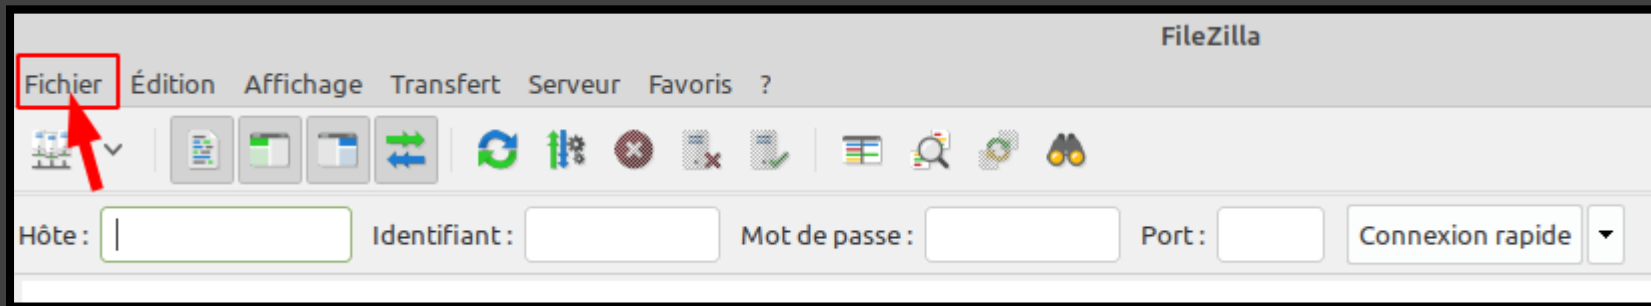 FileZilla
Fichier Édition Affichage Transfert Serveur Favoris ?
Hôte : Identifiant : Mot de passe : Port : Connexion rapide